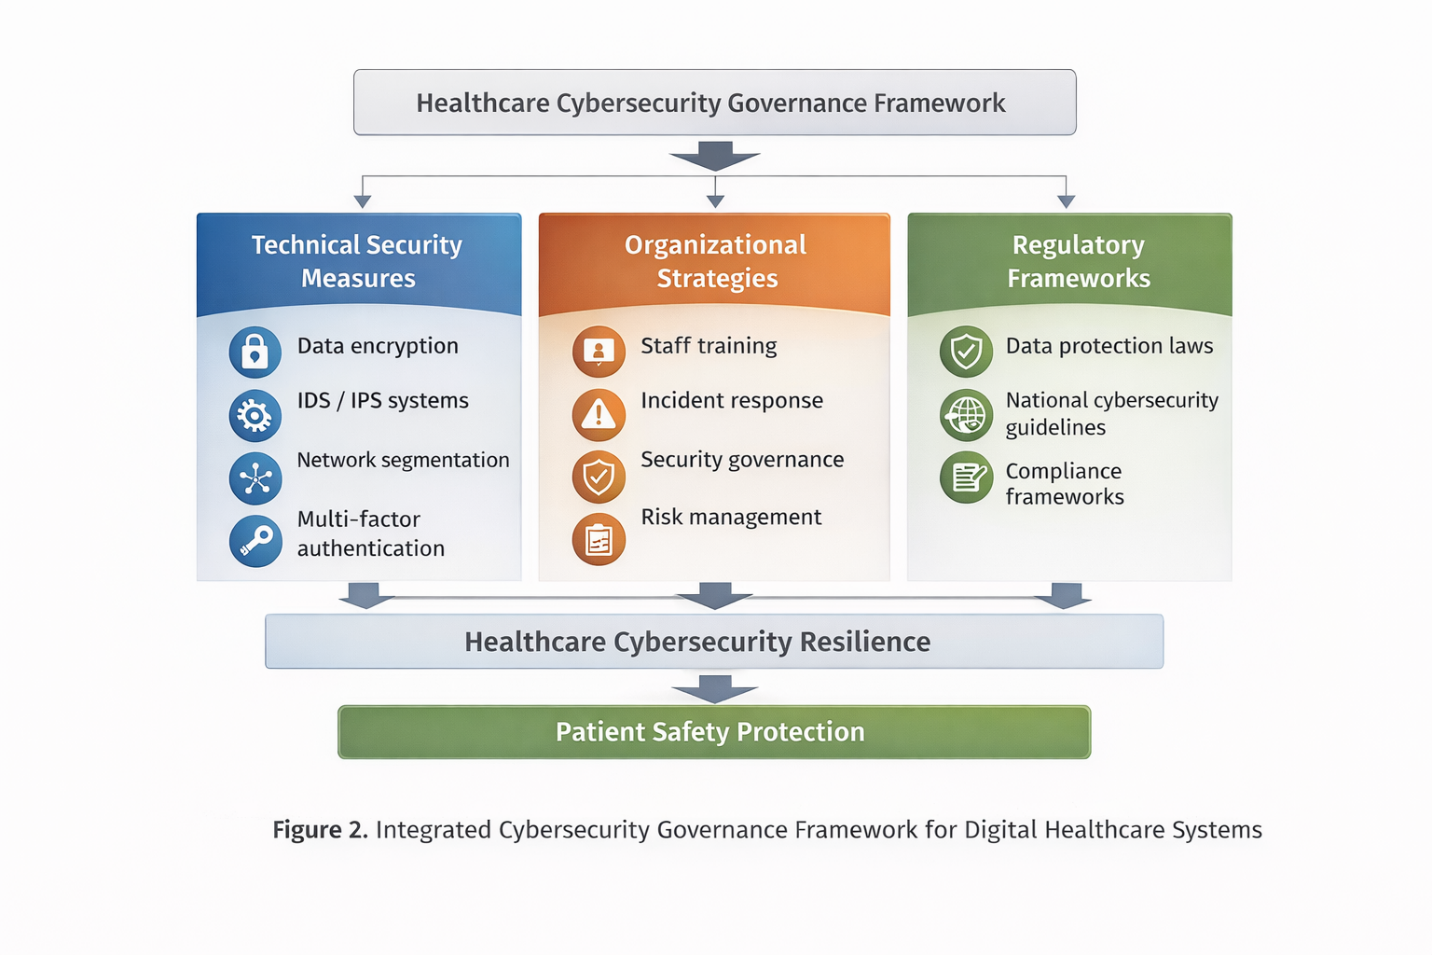 Healthcare Cybersecurity Governance Framework
Technical Security
Measures
Data encryption
IDS / IPS systems
Network segmentation
Multi-factor
authentication
Organizational
Strategies
Staff training
Incident response
Security governance
Risk management
Regulatory
Frameworks
Data protection laws
National cybersecurity
guidelines
Compliance
frameworks
Healthcare Cybersecurity Resilience
Patient Safety Protection
Figure 2. Integrated Cybersecurity Governance Framework for Digital Healthcare Systems